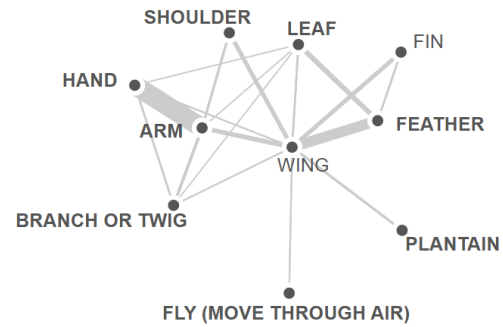 SHOULDER
LEAF
FIN
HAND
ARM
FEATHER
WING
BRANCH OR TWIG
PLANTAIN
FLY (MOVE THROUGH AIR)